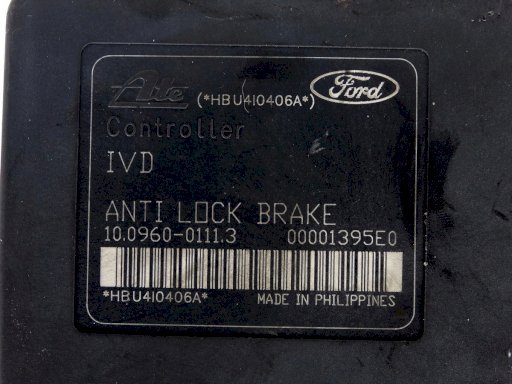 Ate (*HBU4I0406A*) Ford
Controller
IVD
ANTI LOCK BRAKE
10.0960-0111.3 00001395E0
*HBU4I0406A* MADE IN PHILIPPINES